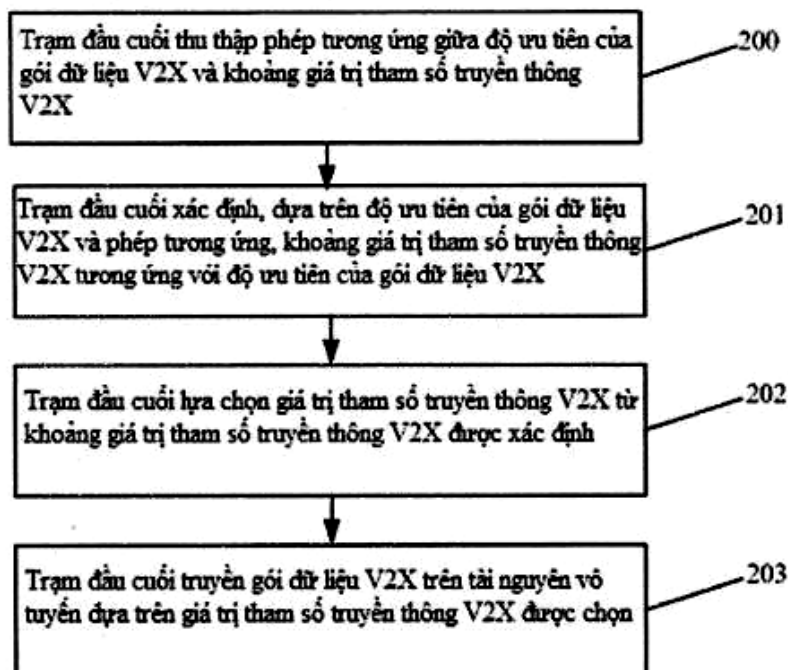 Trạm đầu cuối thu thập phép tương ứng giữa độ ưu tiên của
gói dữ liệu V2X và khoảng giá trị tham số truyền thông
V2X
200
Trạm đầu cuối xác định, dựa trên độ ưu tiên của gói dữ liệu
V2X và phép tương ứng, khoảng giá trị tham số truyền thông
V2X tương ứng với độ ưu tiên của gói dữ liệu V2X
201
Trạm đầu cuối lựa chọn giá trị tham số truyền thông V2X từ
khoảng giá trị tham số truyền thông V2X được xác định
202
Trạm đầu cuối truyền gói dữ liệu V2X trên tài nguyên vô
tuyến dựa trên giá trị tham số truyền thông V2X được chọn
203